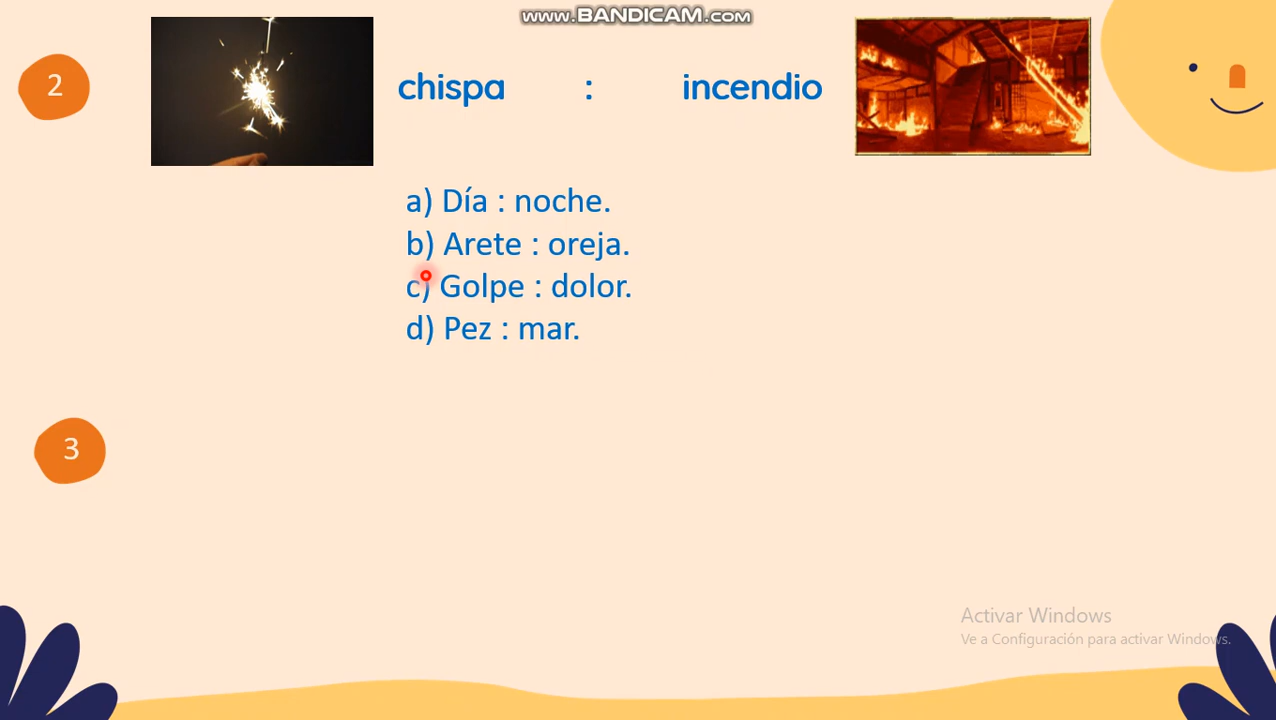 www.BANDICAM.com
2
chispa : incendio
a) Día : noche.
b) Arete : oreja.
c) Golpe : dolor.
d) Pez : mar.
3
Activar Windows
Ve a Configuración para activar Windows.